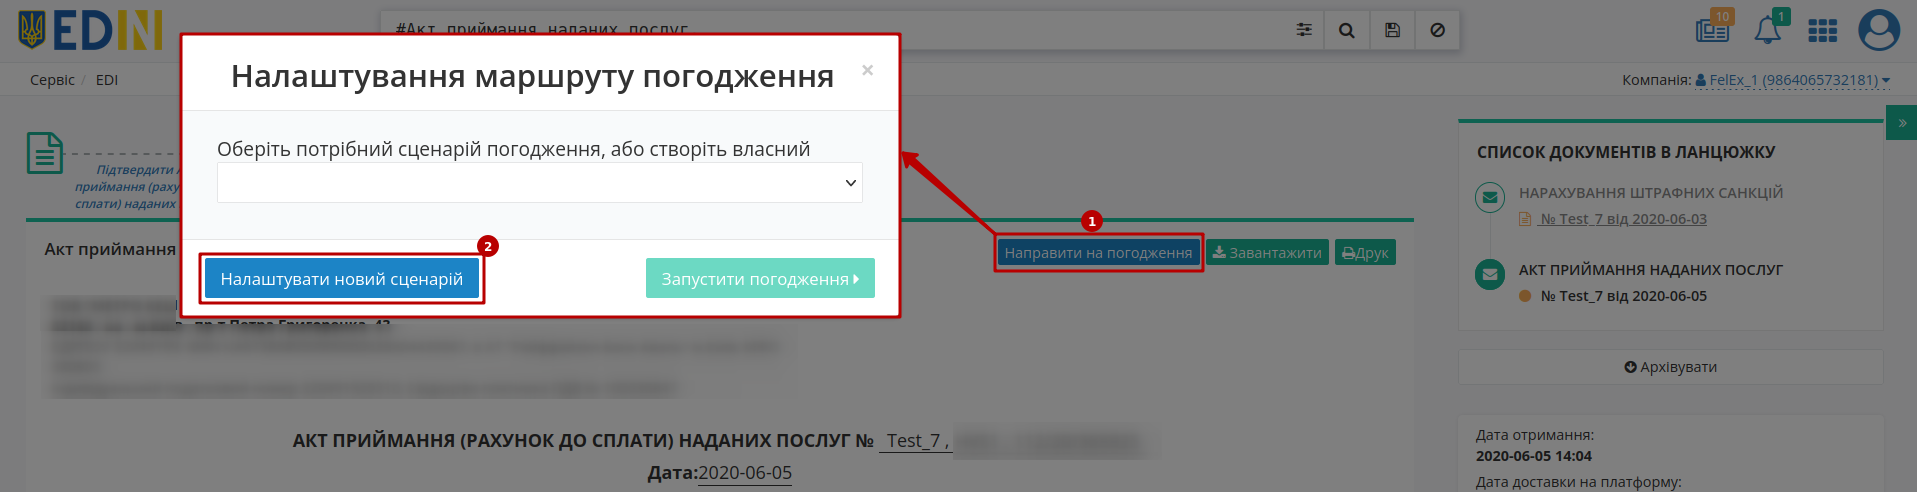 EDIN
#Акт приймання наданих послуг
10
1
Сервіс / EDI
Компанія: FelEx_1 (9864065732181)
Налаштування маршруту погодження
×
Оберіть потрібний сценарій погодження, або створіть власний
2
Налаштувати новий сценарій
Запустити погодження
Підтвердити
приймання (раху
сплати) наданих
Акт приймання
1
Направити на погодження
Завантажити
Друк
пр.т Петра Григоренка, 43
АКТ ПРИЙМАННЯ (РАХУНОК ДО СПЛАТИ) НАДАНИХ ПОСЛУГ № Test_7 ,
Дата:2020-06-05
»
СПИСОК ДОКУМЕНТІВ В ЛАНЦЮЖКУ
НАРАХУВАННЯ ШТРАФНИХ САНКЦІЙ
№ Test_7 від 2020-06-03
АКТ ПРИЙМАННЯ НАДАНИХ ПОСЛУГ
№ Test_7 від 2020-06-05
Архівувати
Дата отримання:
2020-06-05 14:04
Дата доставки на платформу: